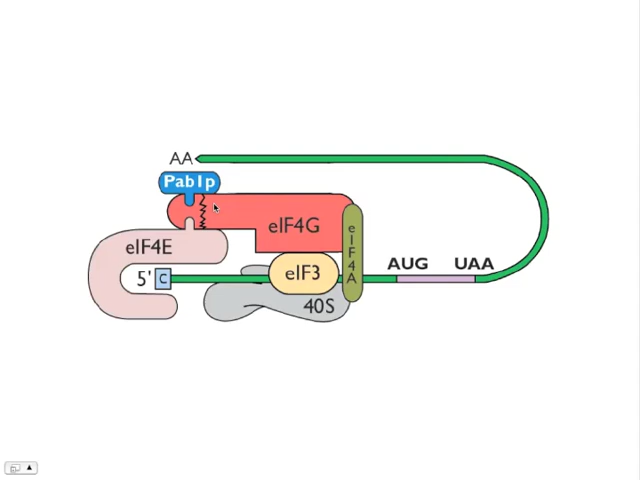 AA
Pab1p
eIF4G
eIF4E
eIF4A
AUG UAA
5' C
eIF3
40S